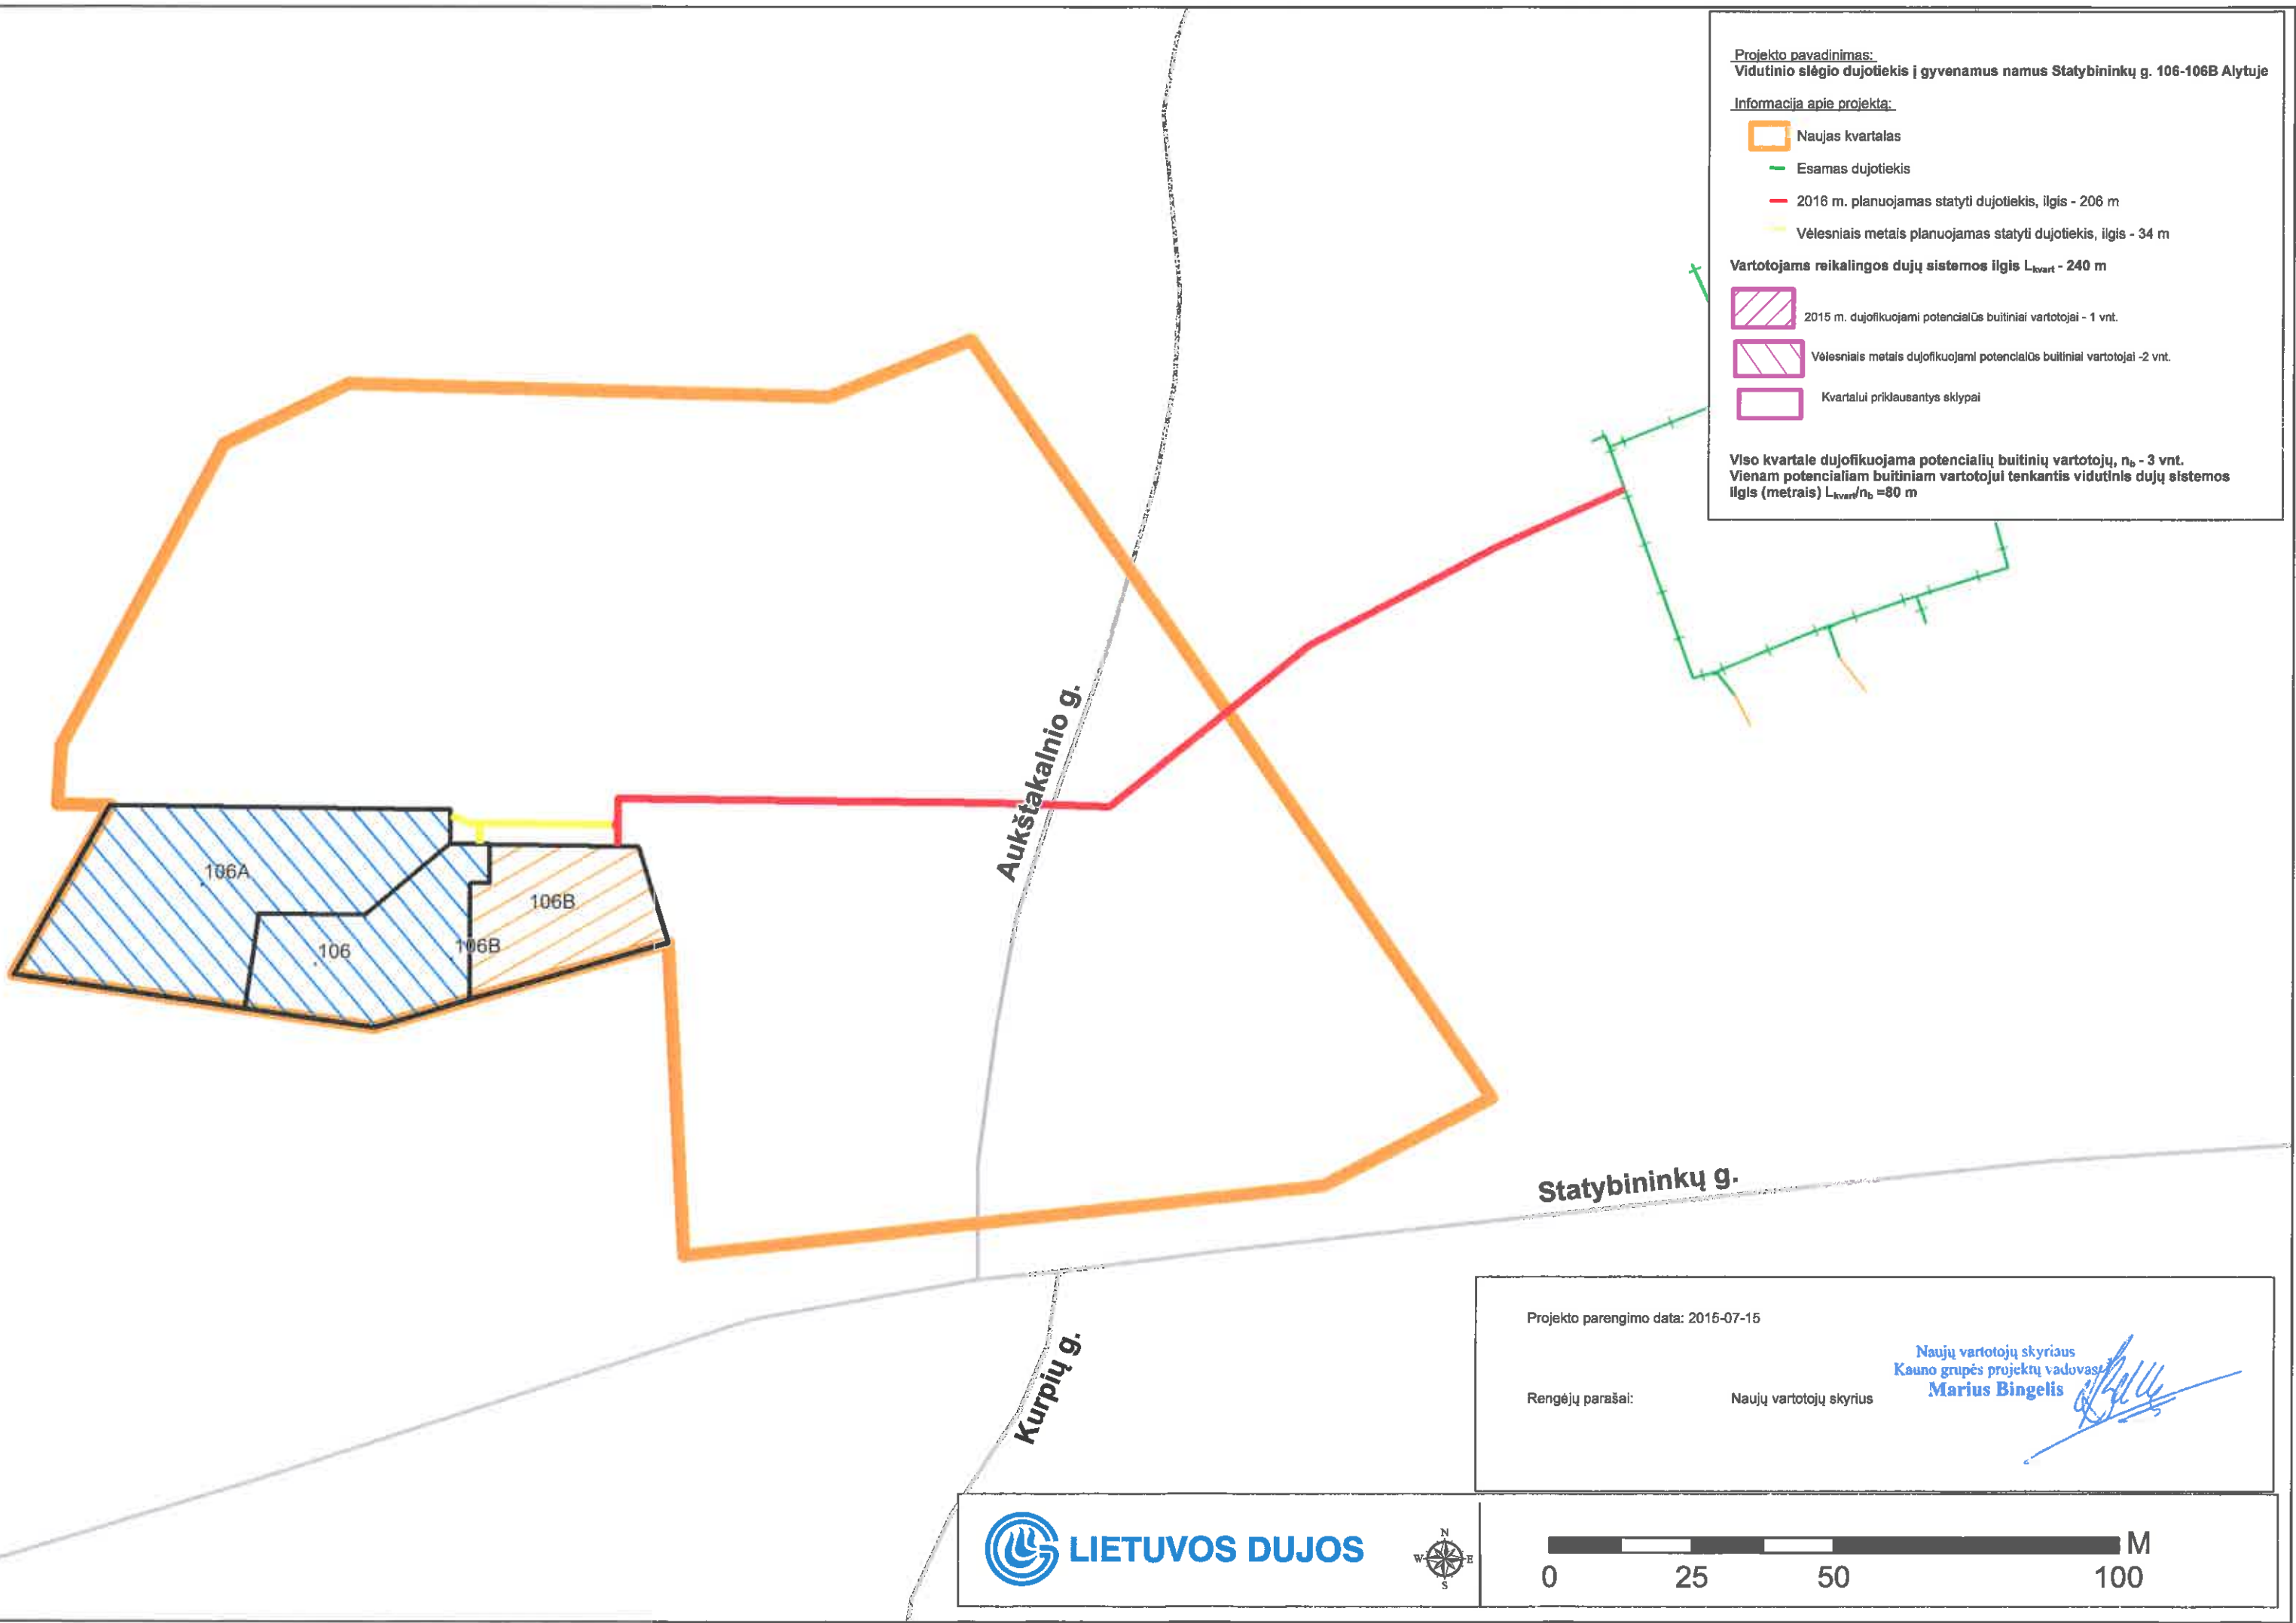 Projekto pavadinimas:
Vidutinio slėgio dujotiekis į gyvenamus namus Statybininkų g. 106-106B Alytuje
Informacija apie projektą:
Naujas kvartalas
Esamas dujotiekis
2016 m. planuojamas statyti dujotiekis, ilgis - 206 m
Vėlesniais metais planuojamas statyti dujotiekis, ilgis - 34 m
Vartotojams reikalingos dujų sistemos ilgis Lkvart - 240 m
2015 m. dujofikuojami potencialūs buitiniai vartotojai - 1 vnt.
Vėlesniais metais dujofikuojami potencialūs buitiniai vartotojai -2 vnt.
Kvartalui priklausantys sklypai
Viso kvartale dujofikuojama potencialių buitinių vartotojų, nb - 3 vnt.
Vienam potencialiam buitiniam vartotojui tenkantis vidutinis dujų sistemos
ilgis (metrais) Lkvart/nb =80 m
Aukštakalnio g.
106A
106B
106
106B
Statybininkų g.
Kurpių g.
Projekto parengimo data: 2015-07-15
Naujų vartotojų skyriaus
Kauno grupės projektų vadovas
Marius Bingelis
Rengėjų parašai:
Naujų vartotojų skyrius
LIETUVOS DUJOS
N
W E
S
M
0 25 50 100